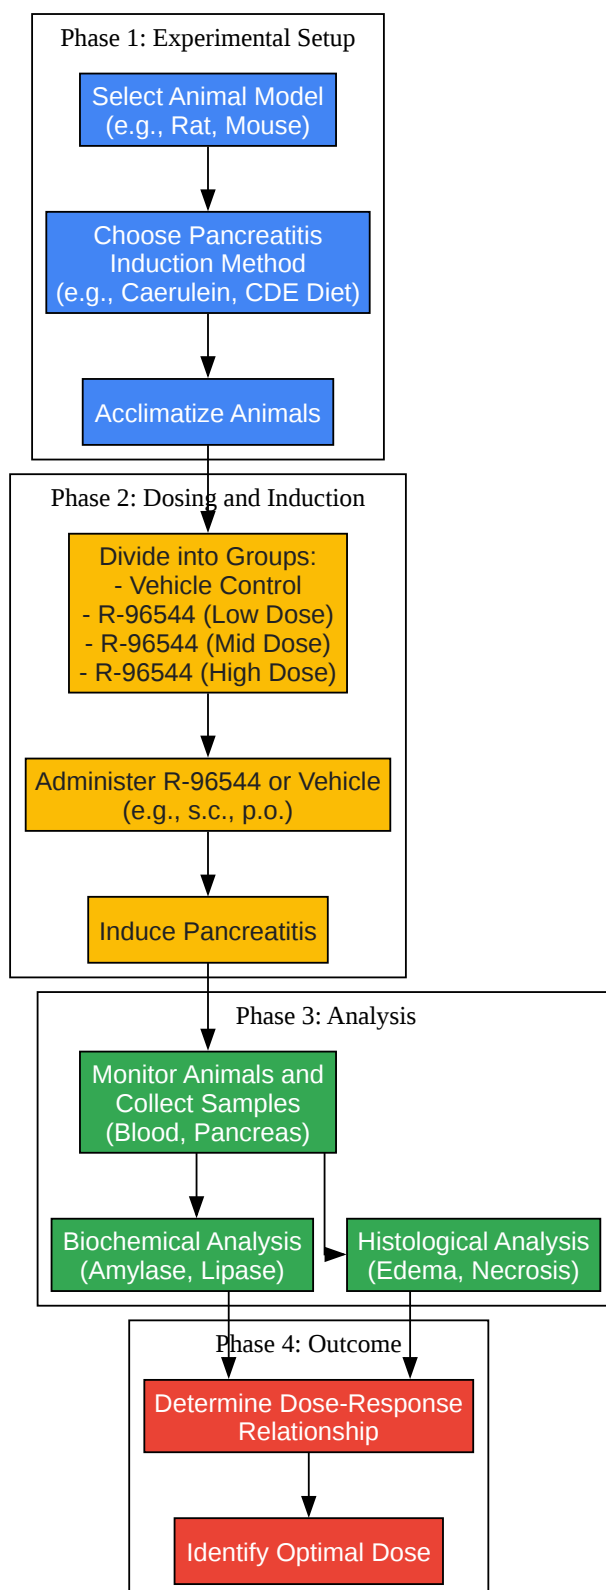 Phase 1: Experimental Setup
Select Animal Model
(e.g., Rat, Mouse)
Choose Pancreatitis
Induction Method
(e.g., Caerulein, CDE Diet)
Acclimatize Animals
Phase 2: Dosing and Induction
Divide into Groups:
- Vehicle Control
- R-96544 (Low Dose)
- R-96544 (Mid Dose)
- R-96544 (High Dose)
Administer R-96544 or Vehicle
(e.g., s.c., p.o.)
Induce Pancreatitis
Phase 3: Analysis
Monitor Animals and
Collect Samples
(Blood, Pancreas)
Biochemical Analysis
(Amylase, Lipase)
Histological Analysis
(Edema, Necrosis)
Phase 4: Outcome
Determine Dose-Response
Relationship
Identify Optimal Dose